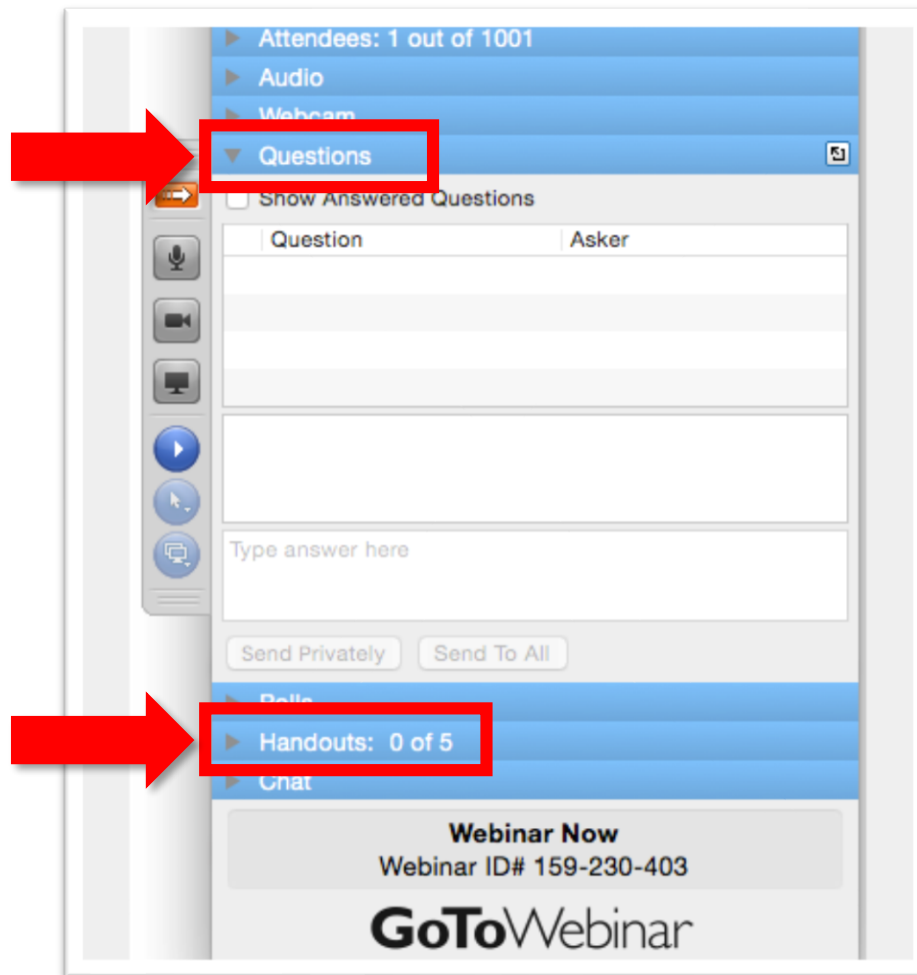 Attendees: 1 out of 1001
Audio
Webcam
Questions
Show Answered Questions
Question Asker
Type answer here
Send Privately Send To All
Polls
Handouts: 0 of 5
Chat
Webinar Now
Webinar ID# 159-230-403
GoToWebinar